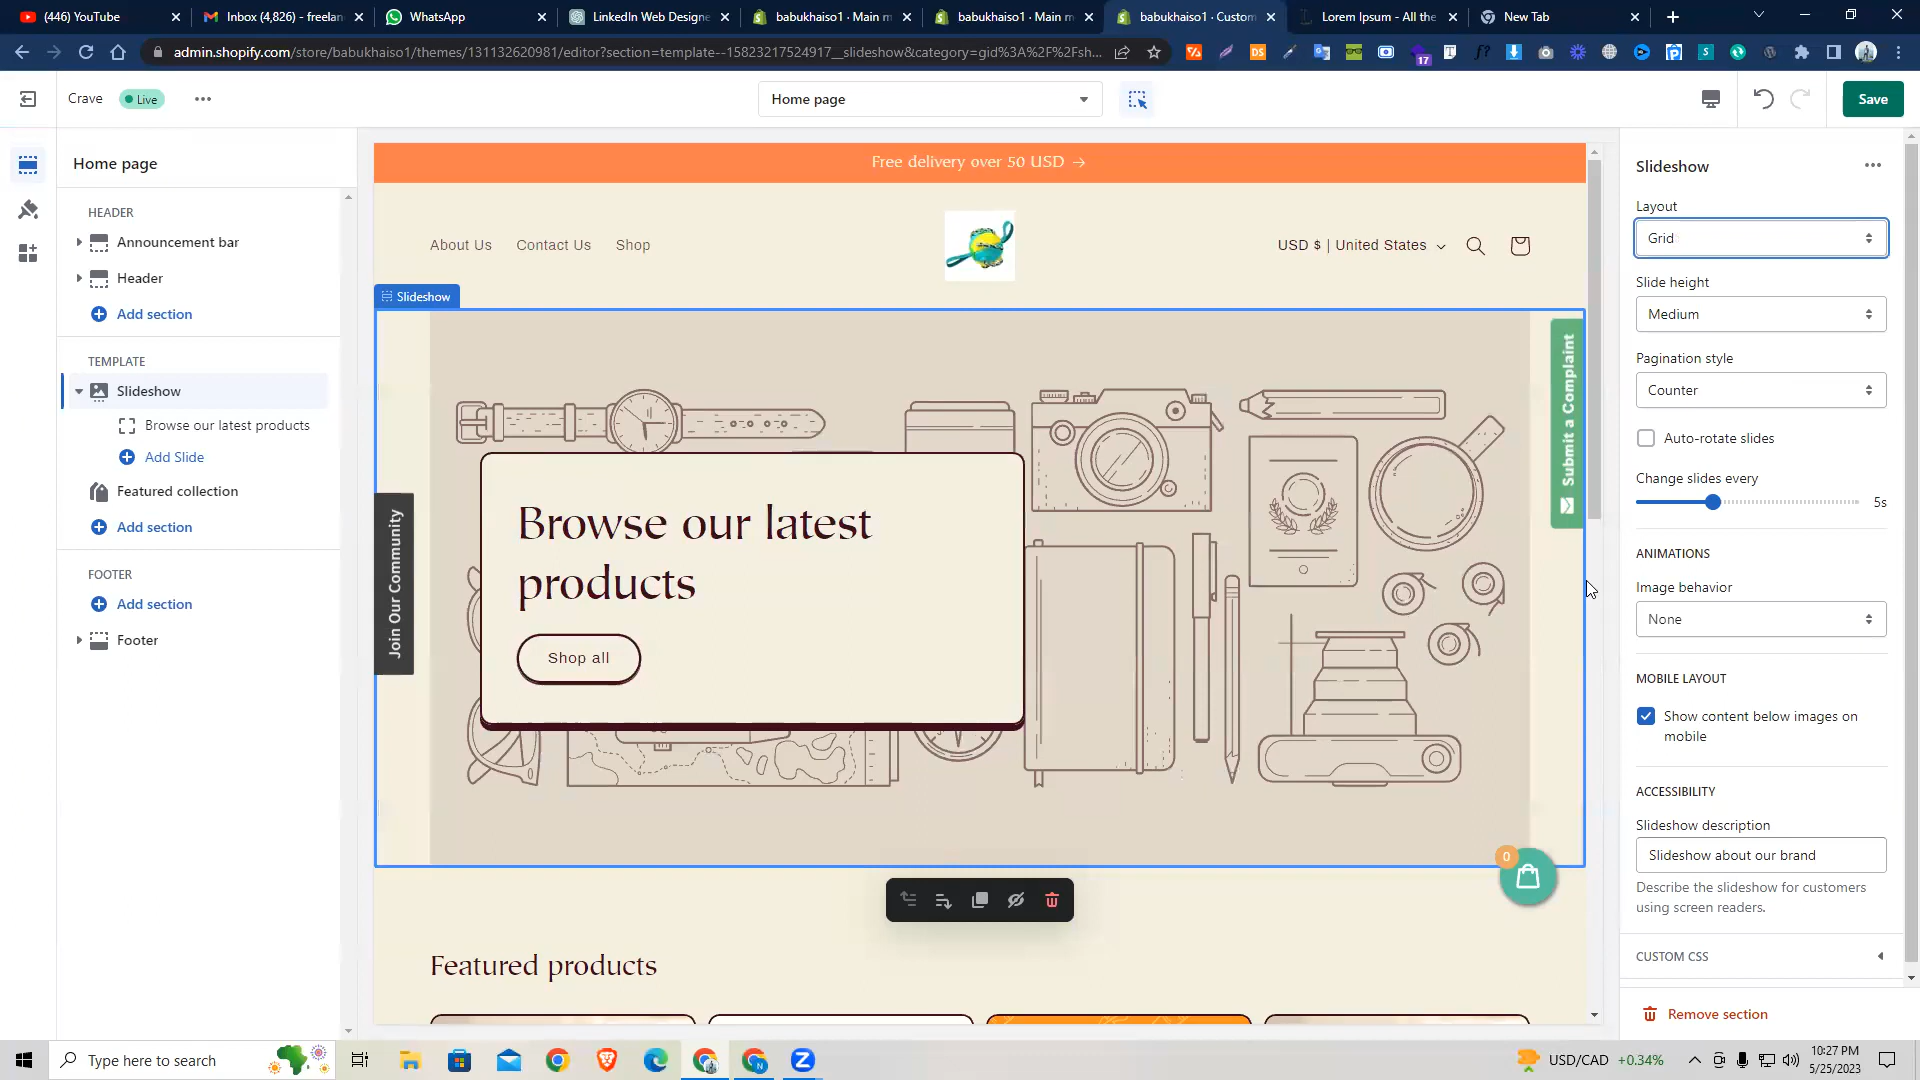 (446) YouTube
Inbox (4,826) - freelan
WhatsApp
LinkedIn Web Designe
babukhaiso1 · Main m
babukhaiso1 · Main m
babukhaiso1 · Custom
Lorem Ipsum - All the
New Tab
admin.shopify.com/store/babukhaiso1/themes/131132620981/editor?section=template--15823217524917__slideshow&category=gid%3A%2F%2Fsh...
17
Crave
Live
Home page
Save
Home page
HEADER
Announcement bar
Header
Add section
TEMPLATE
Slideshow
Browse our latest products
Add Slide
Featured collection
Add section
FOOTER
Add section
Footer
Free delivery over 50 USD →
About Us
Contact Us
Shop
USD $ | United States
Slideshow
Submit a Complaint
Join Our Community
Browse our latest
products
Shop all
0
Featured products
Slideshow
Layout
Grid
Slide height
Medium
Pagination style
Counter
Auto-rotate slides
Change slides every
5s
ANIMATIONS
Image behavior
None
MOBILE LAYOUT
Show content below images on
mobile
ACCESSIBILITY
Slideshow description
Slideshow about our brand
Describe the slideshow for customers
using screen readers.
CUSTOM CSS
Remove section
Type here to search
USD/CAD +0.34%
10:27 PM
5/25/2023